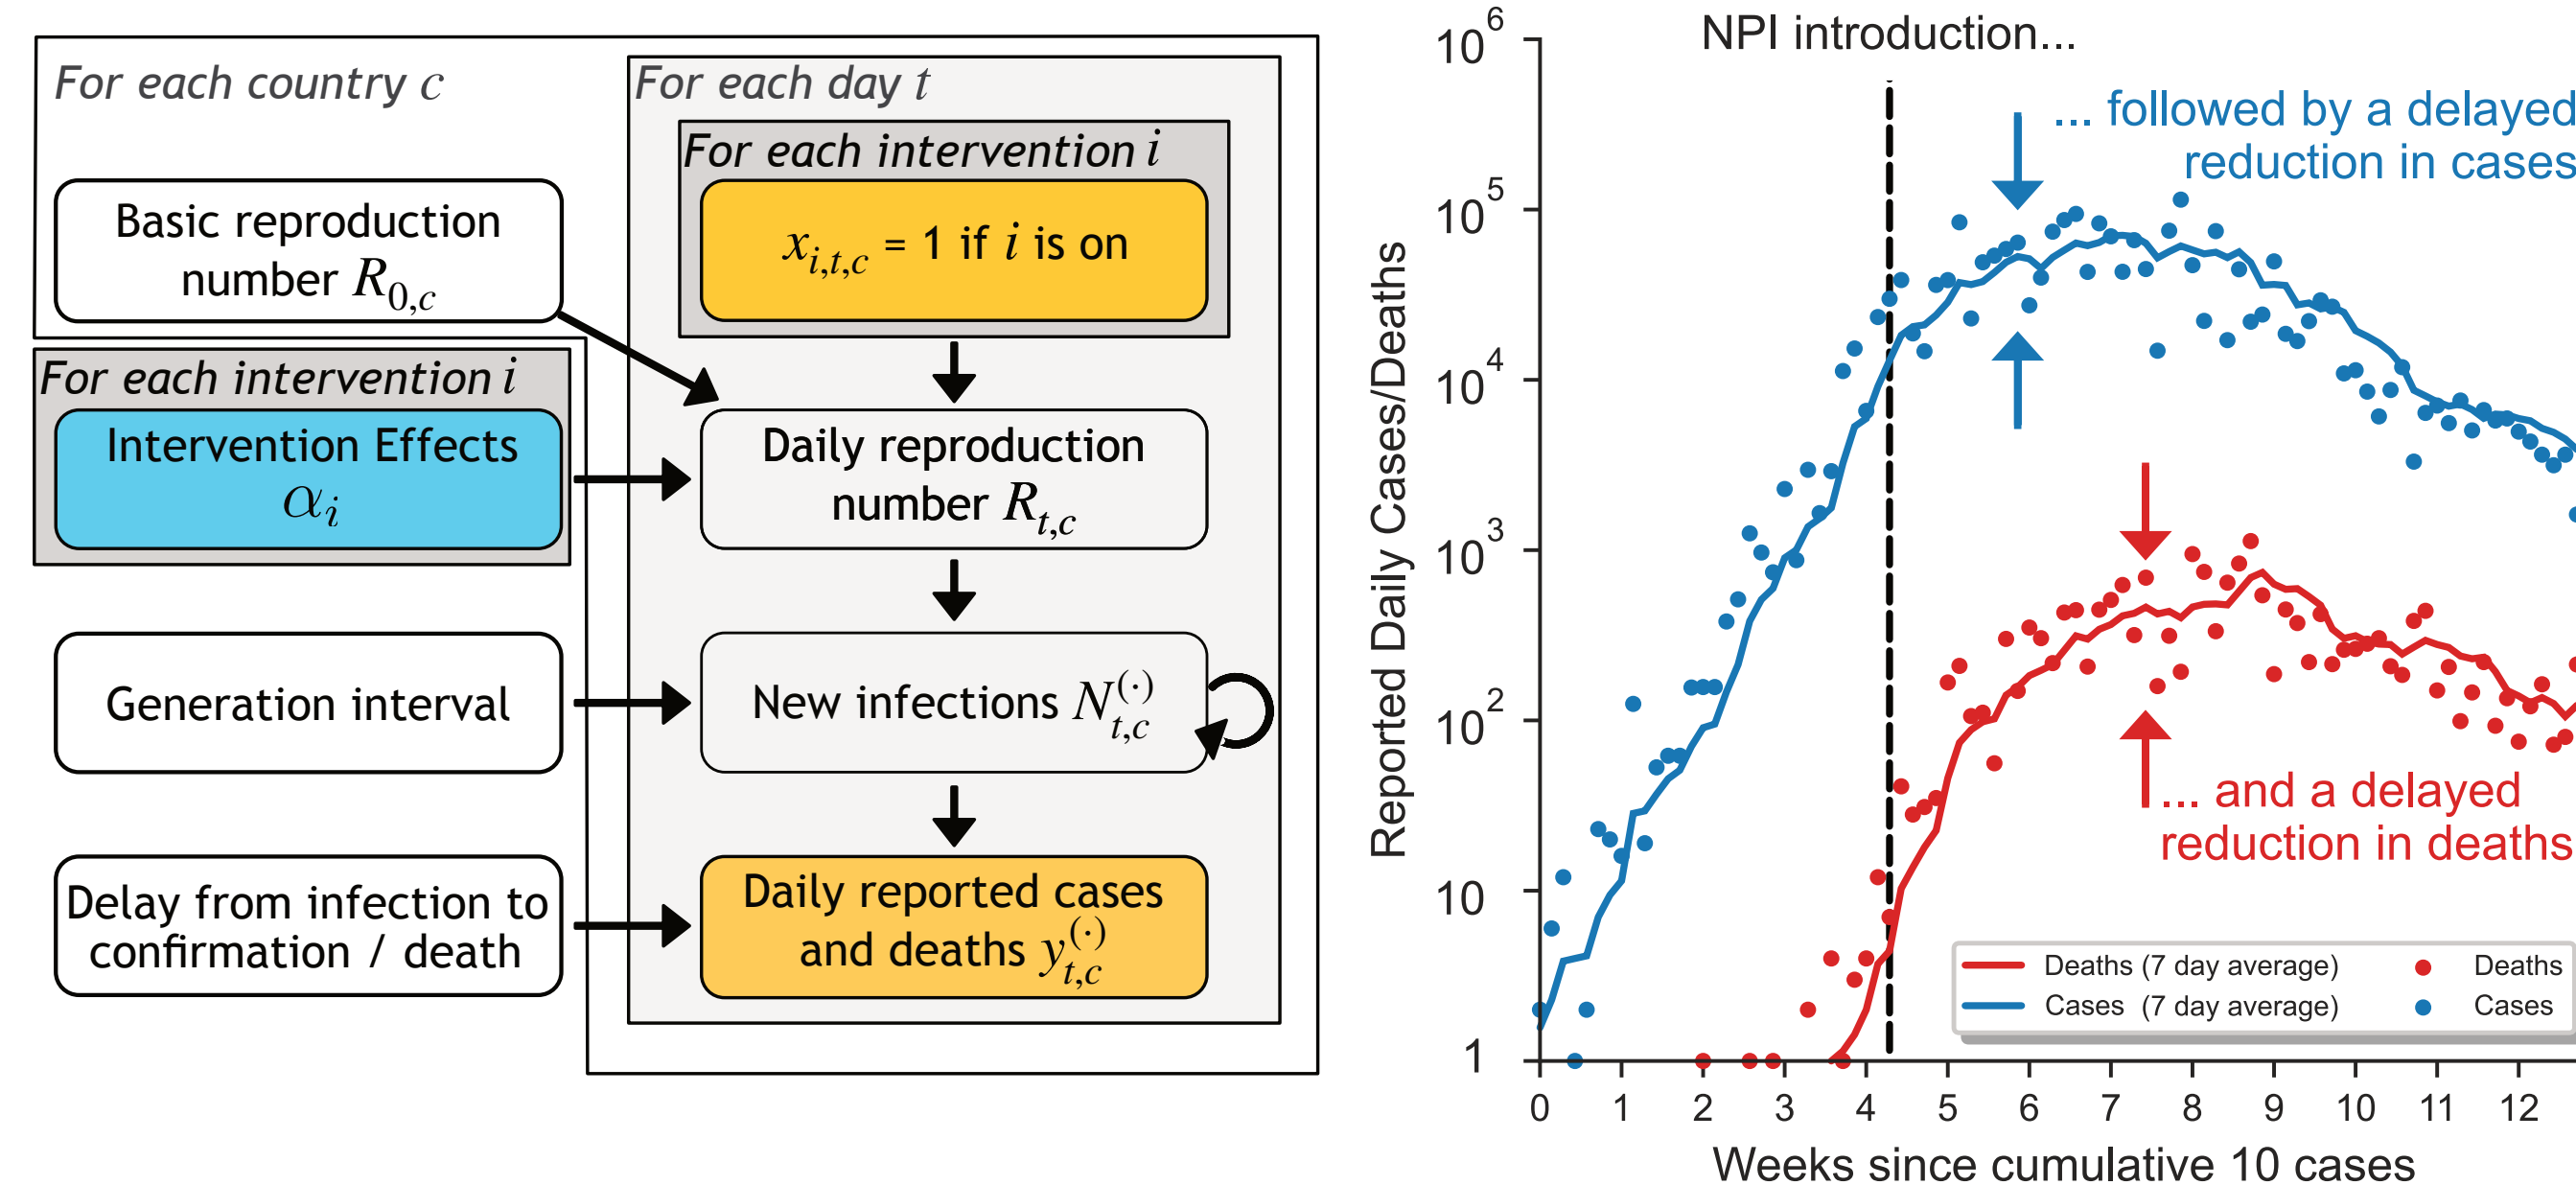 For each country c
For each day t
For each intervention i
x_{i,t,c} = 1 if i is on
Basic reproduction
number R_{0,c}
For each intervention i
Intervention Effects
α_i
Daily reproduction
number R_{t,c}
Generation interval
New infections N_{t,c}^{(·)}
Delay from infection to
confirmation / death
Daily reported cases
and deaths y_{t,c}^{(·)}
NPI introduction...
... followed by a delayed
reduction in cases
... and a delayed
reduction in deaths
Reported Daily Cases/Deaths
10^6
10^5
10^4
10^3
10^2
10
1
Deaths (7 day average)
Deaths
Cases (7 day average)
Cases
0 1 2 3 4 5 6 7 8 9 10 11 12
Weeks since cumulative 10 cases